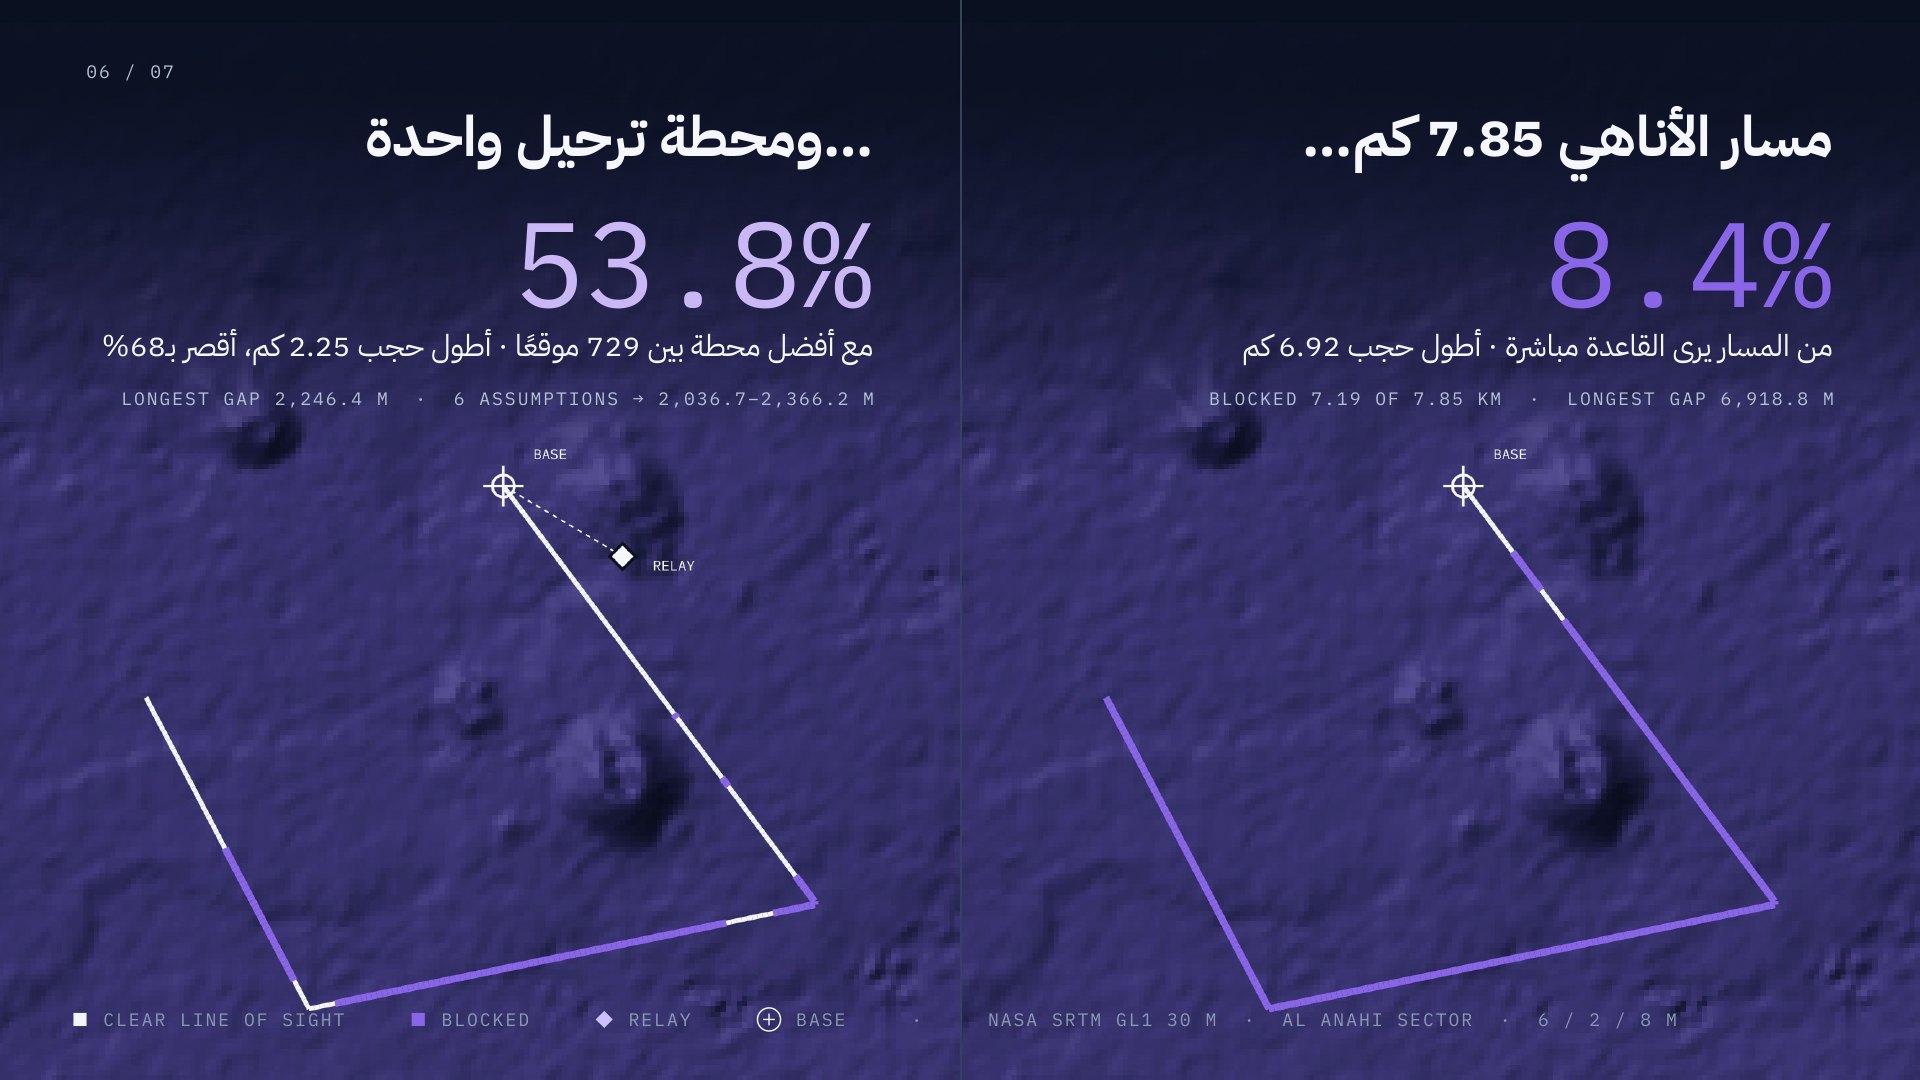 06 / 07
مسار الأناهي 7.85 كم...
8.4%
من المسار يرى القاعدة مباشرة · أطول حجب 6.92 كم
BLOCKED 7.19 OF 7.85 KM · LONGEST GAP 6,918.8 M
BASE
...ومحطة ترحيل واحدة
53.8%
مع أفضل محطة بين 729 موقعًا · أطول حجب 2.25 كم، أقصر بـ68%
LONGEST GAP 2,246.4 M · 6 ASSUMPTIONS → 2,036.7–2,366.2 M
BASE
RELAY
CLEAR LINE OF SIGHT BLOCKED RELAY BASE · NASA SRTM GL1 30 M · AL ANAHI SECTOR · 6 / 2 / 8 M